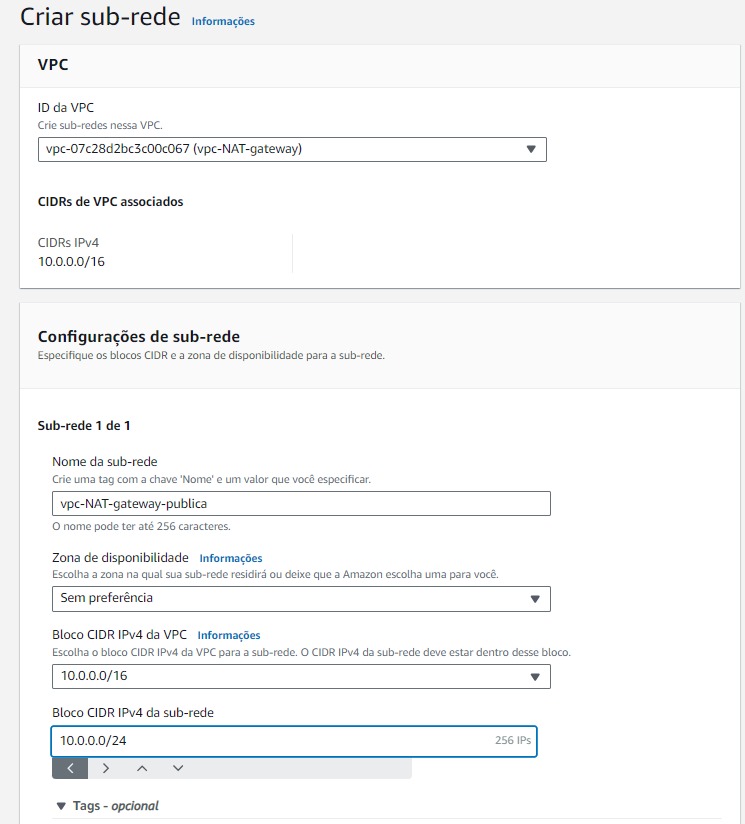 Criar sub-rede Informações
VPC
ID da VPC
Crie sub-redes nessa VPC.
vpc-07c28d2bc3c00c067 (vpc-NAT-gateway)
CIDRs de VPC associados
CIDRs IPv4
10.0.0.0/16
Configurações de sub-rede
Especifique os blocos CIDR e a zona de disponibilidade para a sub-rede.
Sub-rede 1 de 1
Nome da sub-rede
Crie uma tag com a chave 'Nome' e um valor que você especificar.
vpc-NAT-gateway-publica
O nome pode ter até 256 caracteres.
Zona de disponibilidade Informações
Escolha a zona na qual sua sub-rede residirá ou deixe que a Amazon escolha uma para você.
Sem preferência
Bloco CIDR IPv4 da VPC Informações
Escolha o bloco CIDR IPv4 da VPC para a sub-rede. O CIDR IPv4 da sub-rede deve estar dentro desse bloco.
10.0.0.0/16
Bloco CIDR IPv4 da sub-rede
10.0.0.0/24 256 IPs
Tags - opcional